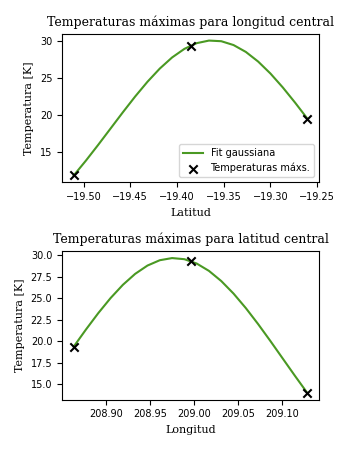 Temperaturas máximas para longitud central
30
25
20
15
Temperatura [K]
Fit gaussiana
Temperaturas máxs.
−19.50 −19.45 −19.40 −19.35 −19.30 −19.25
Latitud
Temperaturas máximas para latitud central
30.0
27.5
25.0
22.5
20.0
17.5
15.0
Temperatura [K]
208.90 208.95 209.00 209.05 209.10
Longitud